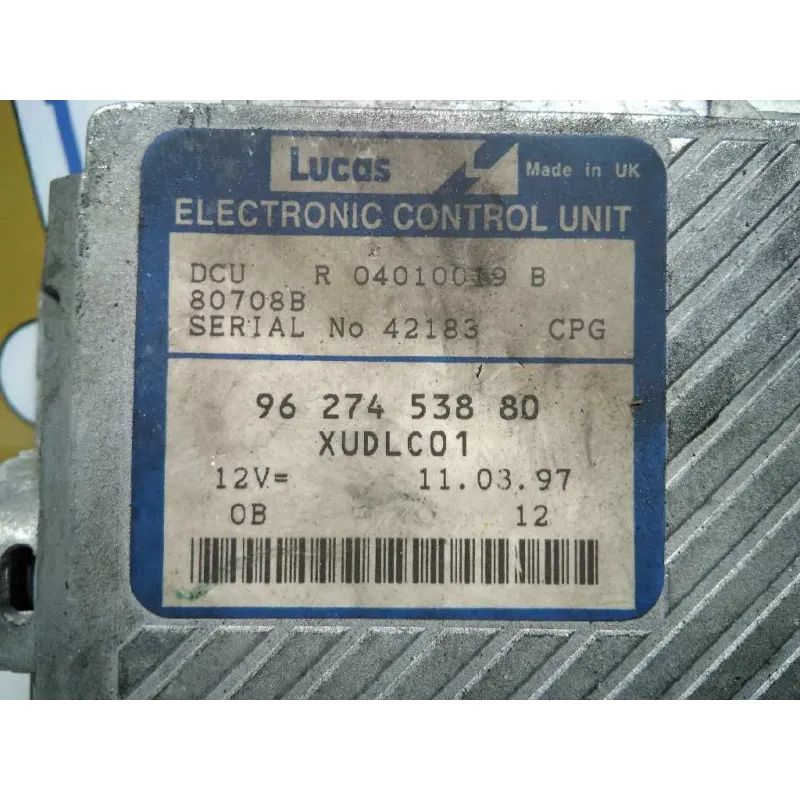 Lucas Made in UK
ELECTRONIC CONTROL UNIT
DCU R 04010019 B
80708B
SERIAL No 42183 CPG
96 274 538 80
XUDLC01
12V= 11.03.97
0B 12